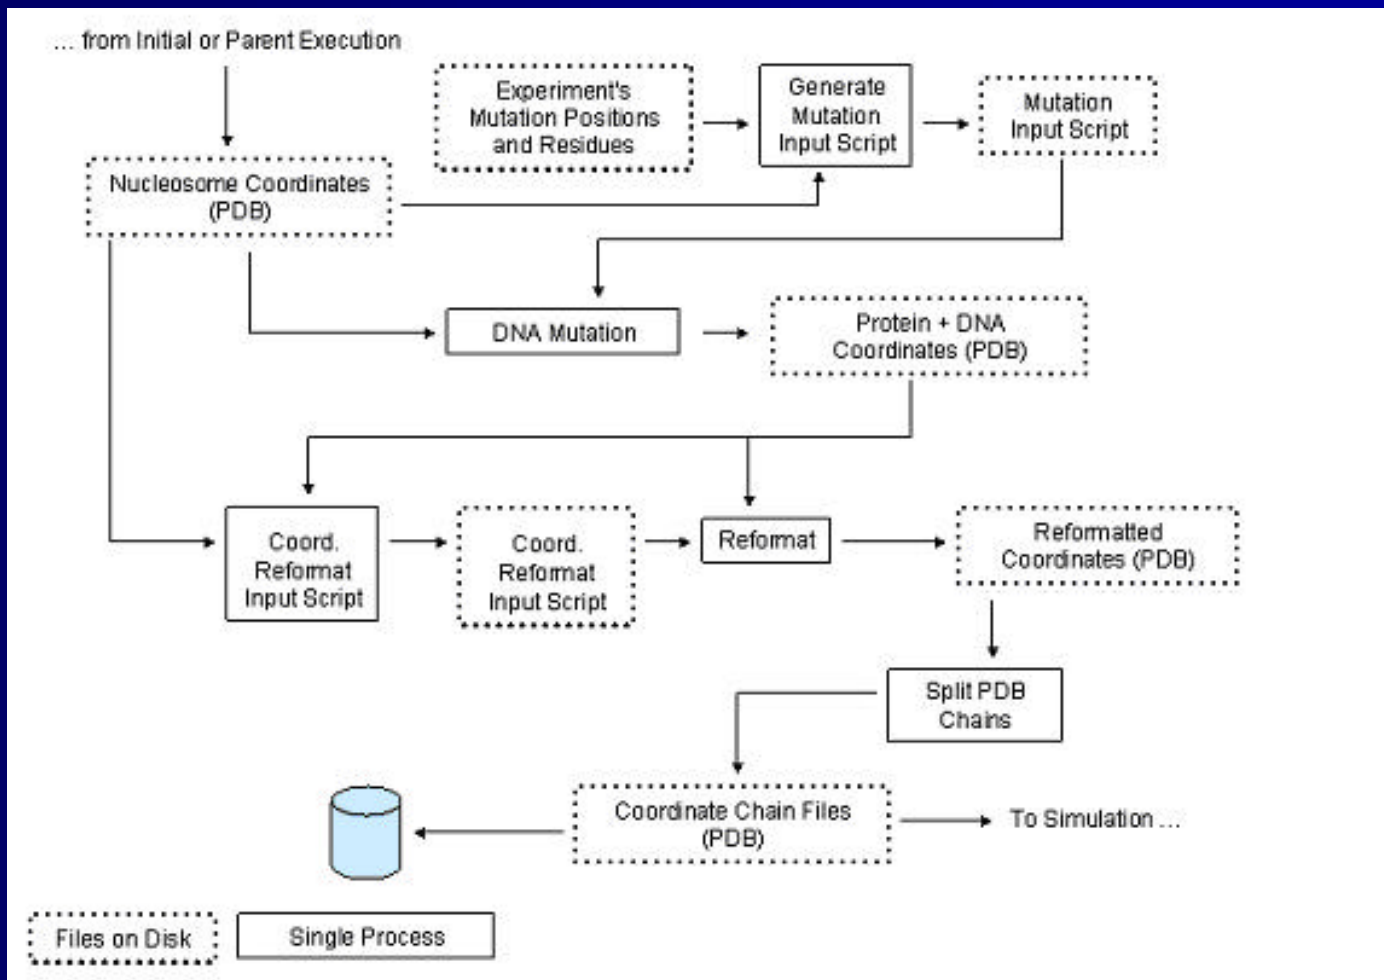 ... from Initial or Parent Execution
Experiment's
Mutation Positions
and Residues
Generate
Mutation
Input Script
Mutation
Input Script
Nucleosome Coordinates
(PDB)
DNA Mutation
Protein + DNA
Coordinates (PDB)
Coord.
Reformat
Input Script
Coord.
Reformat
Input Script
Reformat
Reformatted
Coordinates (PDB)
Split PDB
Chains
Coordinate Chain Files
(PDB)
To Simulation ...
Files on Disk
Single Process